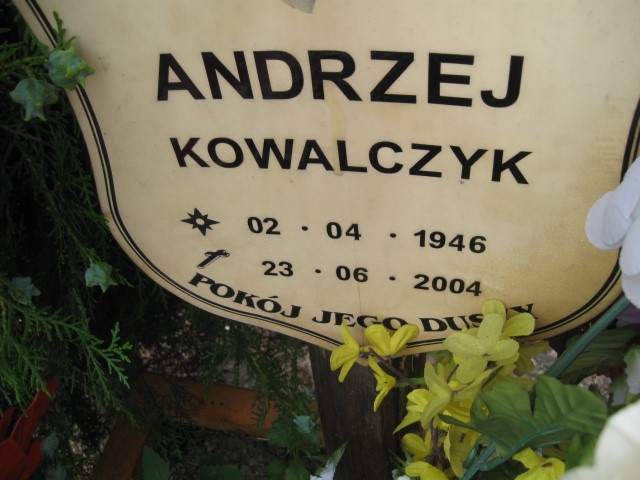 ANDRZEJ
KOWALCZYK
02 · 04 · 1946
23 · 06 · 2004
POKÓJ JEGO DUSZY